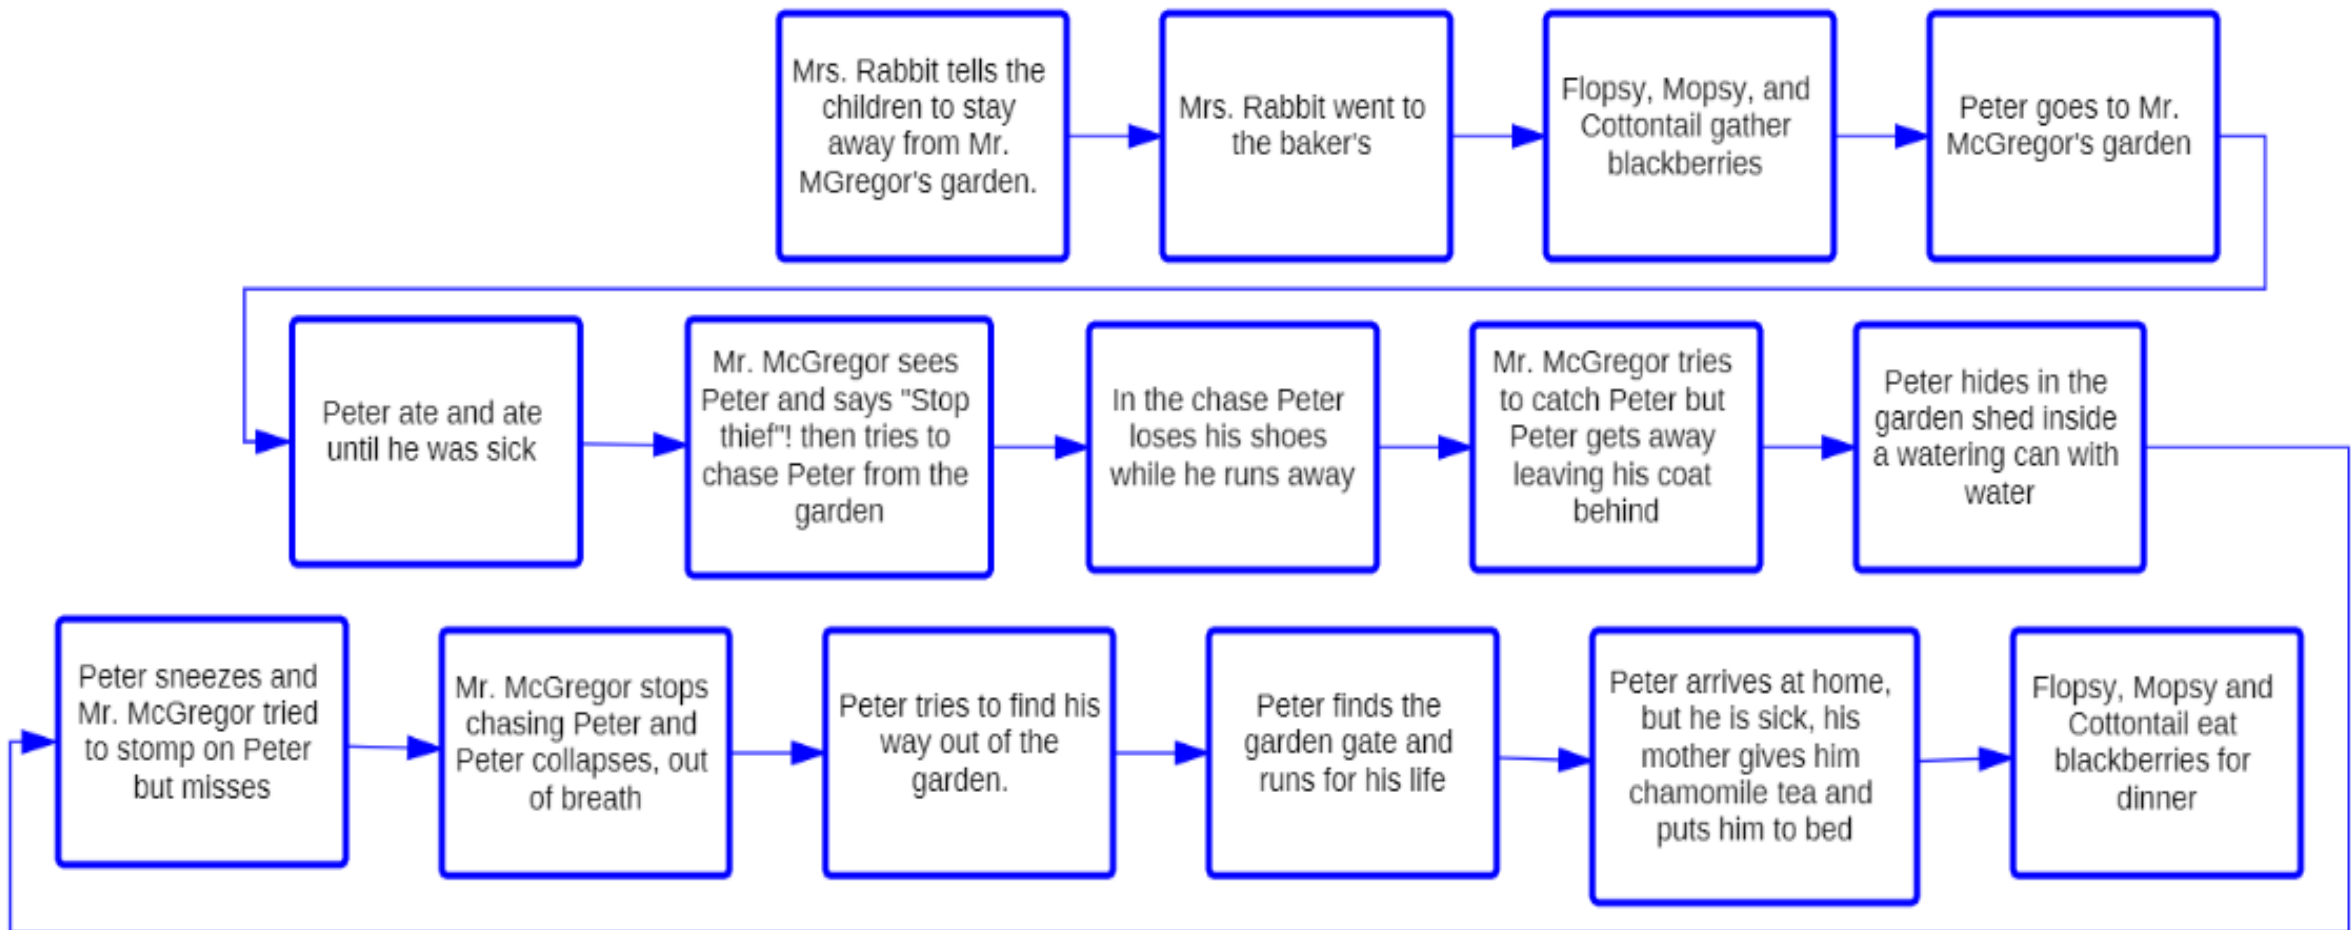 Mrs. Rabbit tells the
children to stay
away from Mr.
MGregor's garden.
Mrs. Rabbit went to
the baker's
Flopsy, Mopsy, and
Cottontail gather
blackberries
Peter goes to Mr.
McGregor's garden
Peter ate and ate
until he was sick
Mr. McGregor sees
Peter and says "Stop
thief"! then tries to
chase Peter from the
garden
In the chase Peter
loses his shoes
while he runs away
Mr. McGregor tries
to catch Peter but
Peter gets away
leaving his coat
behind
Peter hides in the
garden shed inside
a watering can with
water
Peter sneezes and
Mr. McGregor tried
to stomp on Peter
but misses
Mr. McGregor stops
chasing Peter and
Peter collapses, out
of breath
Peter tries to find his
way out of the
garden.
Peter finds the
garden gate and
runs for his life
Peter arrives at home,
but he is sick, his
mother gives him
chamomile tea and
puts him to bed
Flopsy, Mopsy and
Cottontail eat
blackberries for
dinner